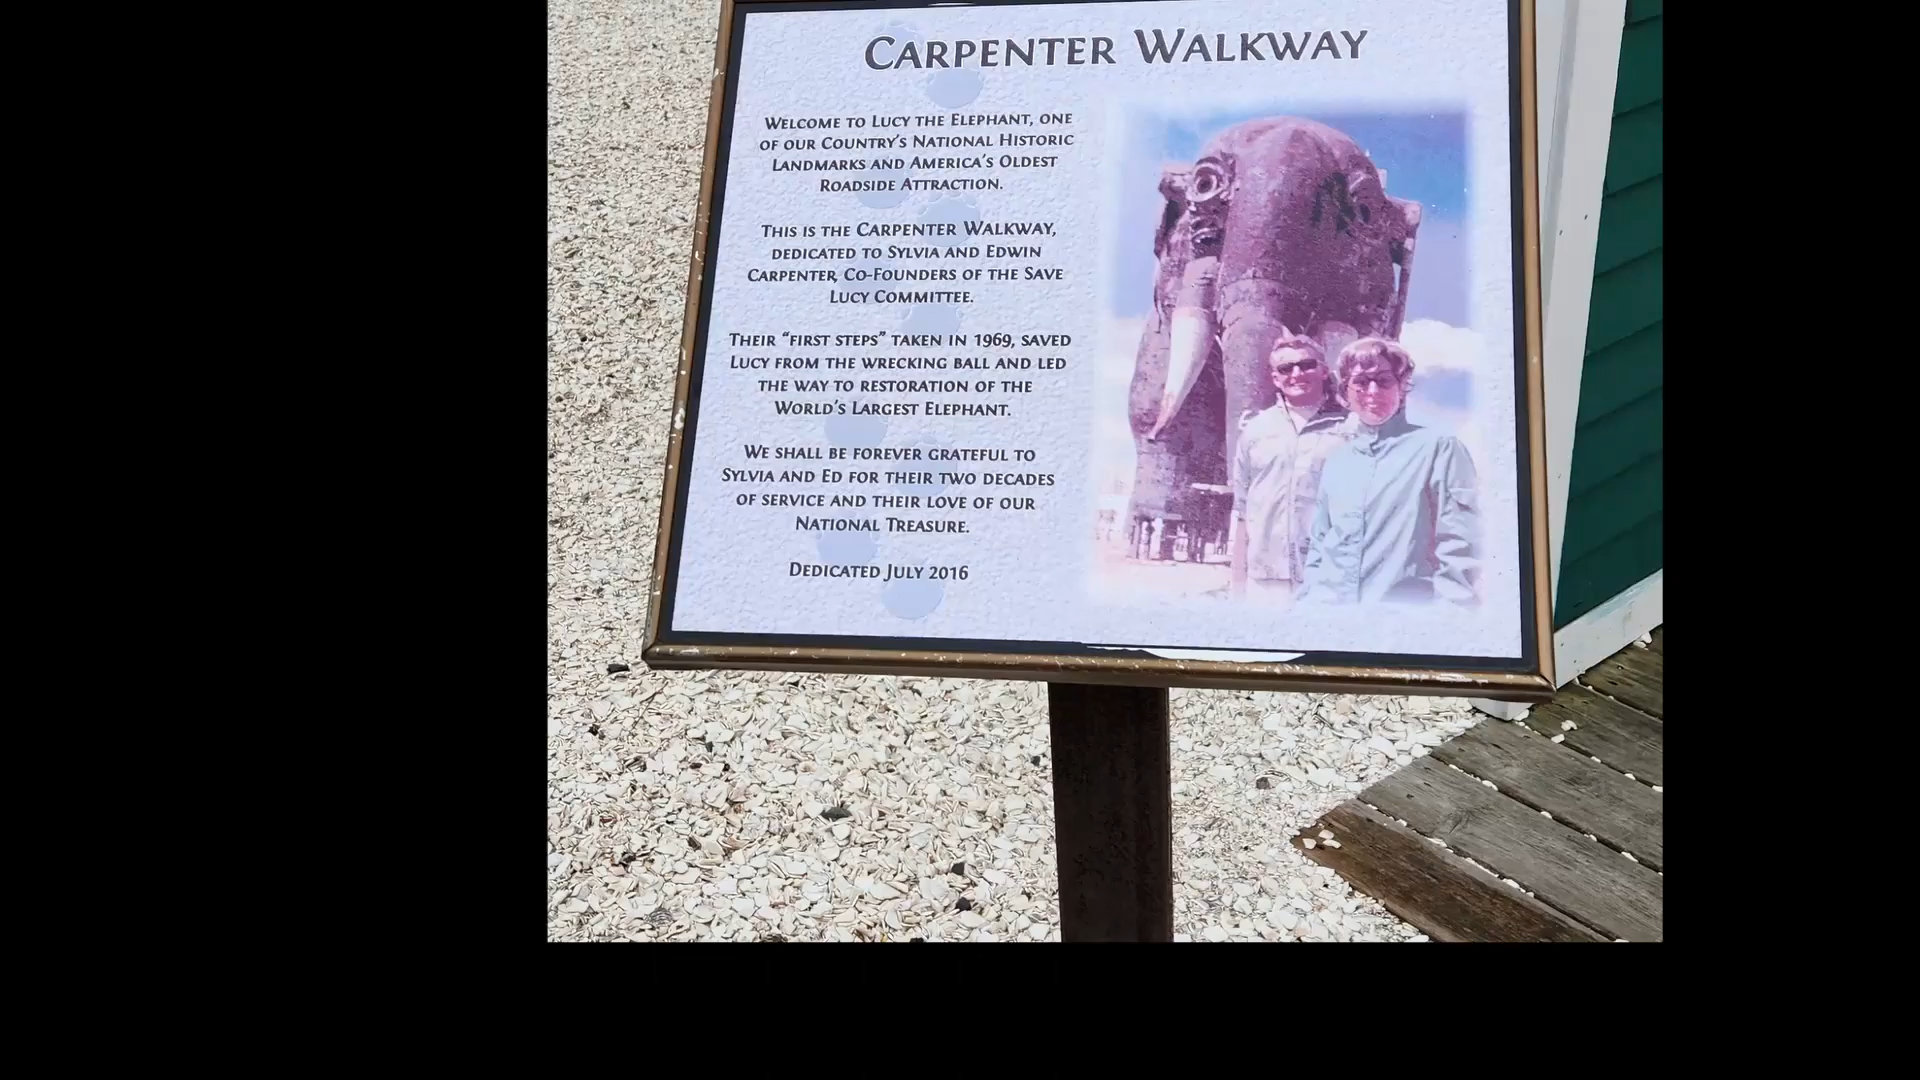 CARPENTER WALKWAY
WELCOME TO LUCY THE ELEPHANT, ONE
OF OUR COUNTRY'S NATIONAL HISTORIC
LANDMARKS AND AMERICA'S OLDEST
ROADSIDE ATTRACTION.
THIS IS THE CARPENTER WALKWAY,
DEDICATED TO SYLVIA AND EDWIN
CARPENTER, CO-FOUNDERS OF THE SAVE
LUCY COMMITTEE.
THEIR "FIRST STEPS" TAKEN IN 1969, SAVED
LUCY FROM THE WRECKING BALL AND LED
THE WAY TO RESTORATION OF THE
WORLD'S LARGEST ELEPHANT.
WE SHALL BE FOREVER GRATEFUL TO
SYLVIA AND ED FOR THEIR TWO DECADES
OF SERVICE AND THEIR LOVE OF OUR
NATIONAL TREASURE.
DEDICATED JULY 2016